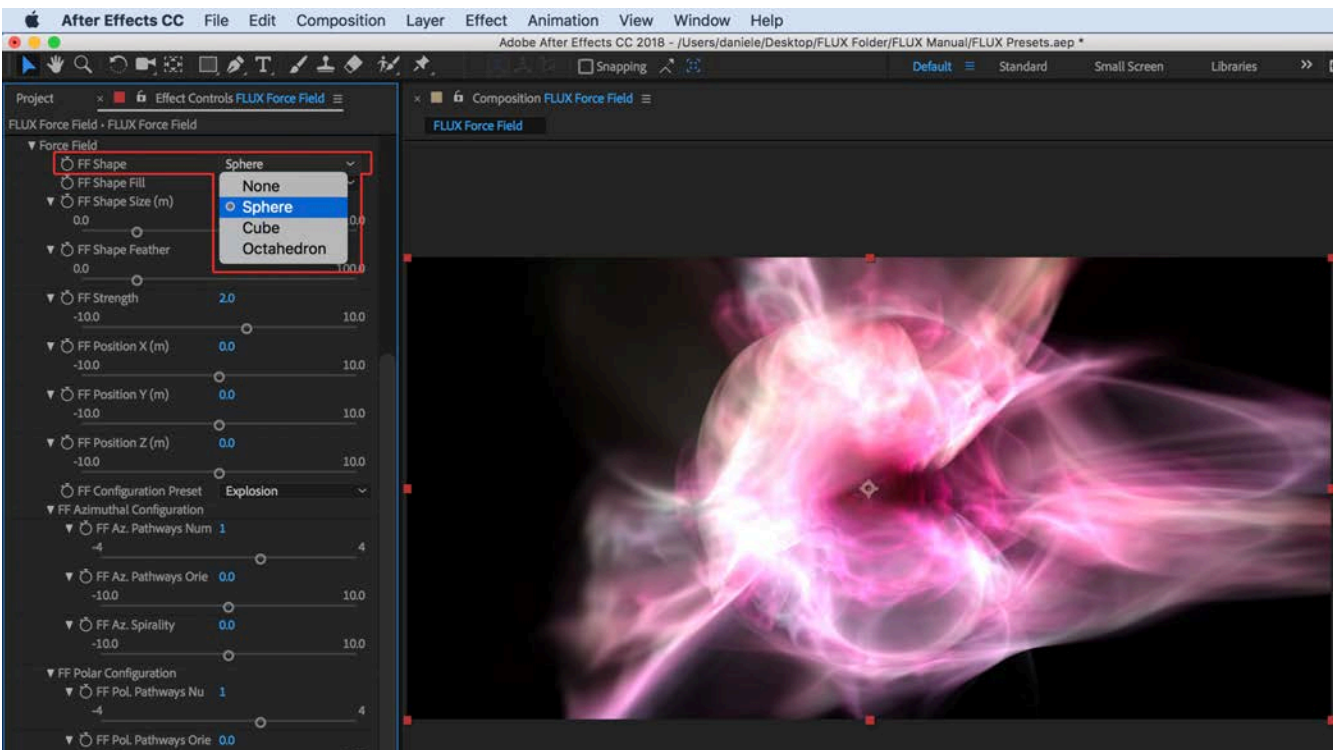 After Effects CC File Edit Composition Layer Effect Animation View Window Help
Adobe After Effects CC 2018 - /Users/daniele/Desktop/FLUX Folder/FLUX Manual/FLUX Presets.aep *
T Snapping Default Standard Small Screen Libraries >>
Project × Effect Controls FLUX Force Field × Composition FLUX Force Field
FLUX Force Field • FLUX Force Field
FLUX Force Field
Force Field
FF Shape Sphere
FF Shape Fill
None
FF Shape Size (m)
Sphere
0.0
Cube
FF Shape Feather
Octahedron
0.0 100.0
FF Strength 2.0
-10.0 10.0
FF Position X (m) 0.0
-10.0 10.0
FF Position Y (m) 0.0
-10.0 10.0
FF Position Z (m) 0.0
-10.0 10.0
FF Configuration Preset Explosion
FF Azimuthal Configuration
FF Az. Pathways Num 1
-4 4
FF Az. Pathways Orie 0.0
-10.0 10.0
FF Az. Spirality 0.0
-10.0 10.0
FF Polar Configuration
FF Pol. Pathways Nu 1
-4 4
FF Pol. Pathways Orie 0.0